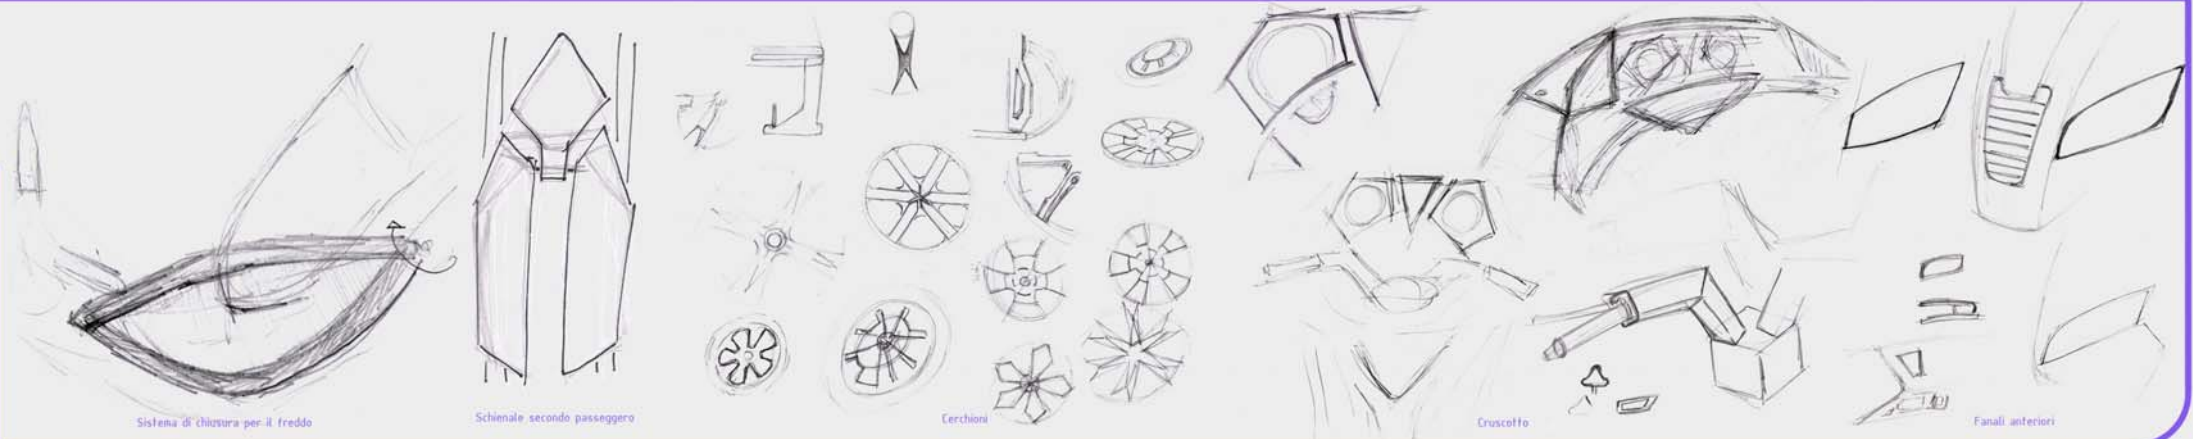 Sistema di chiusura per il freddo
Schienale secondo passeggero
Cerchioni
Cruscotto
Fanali anteriori